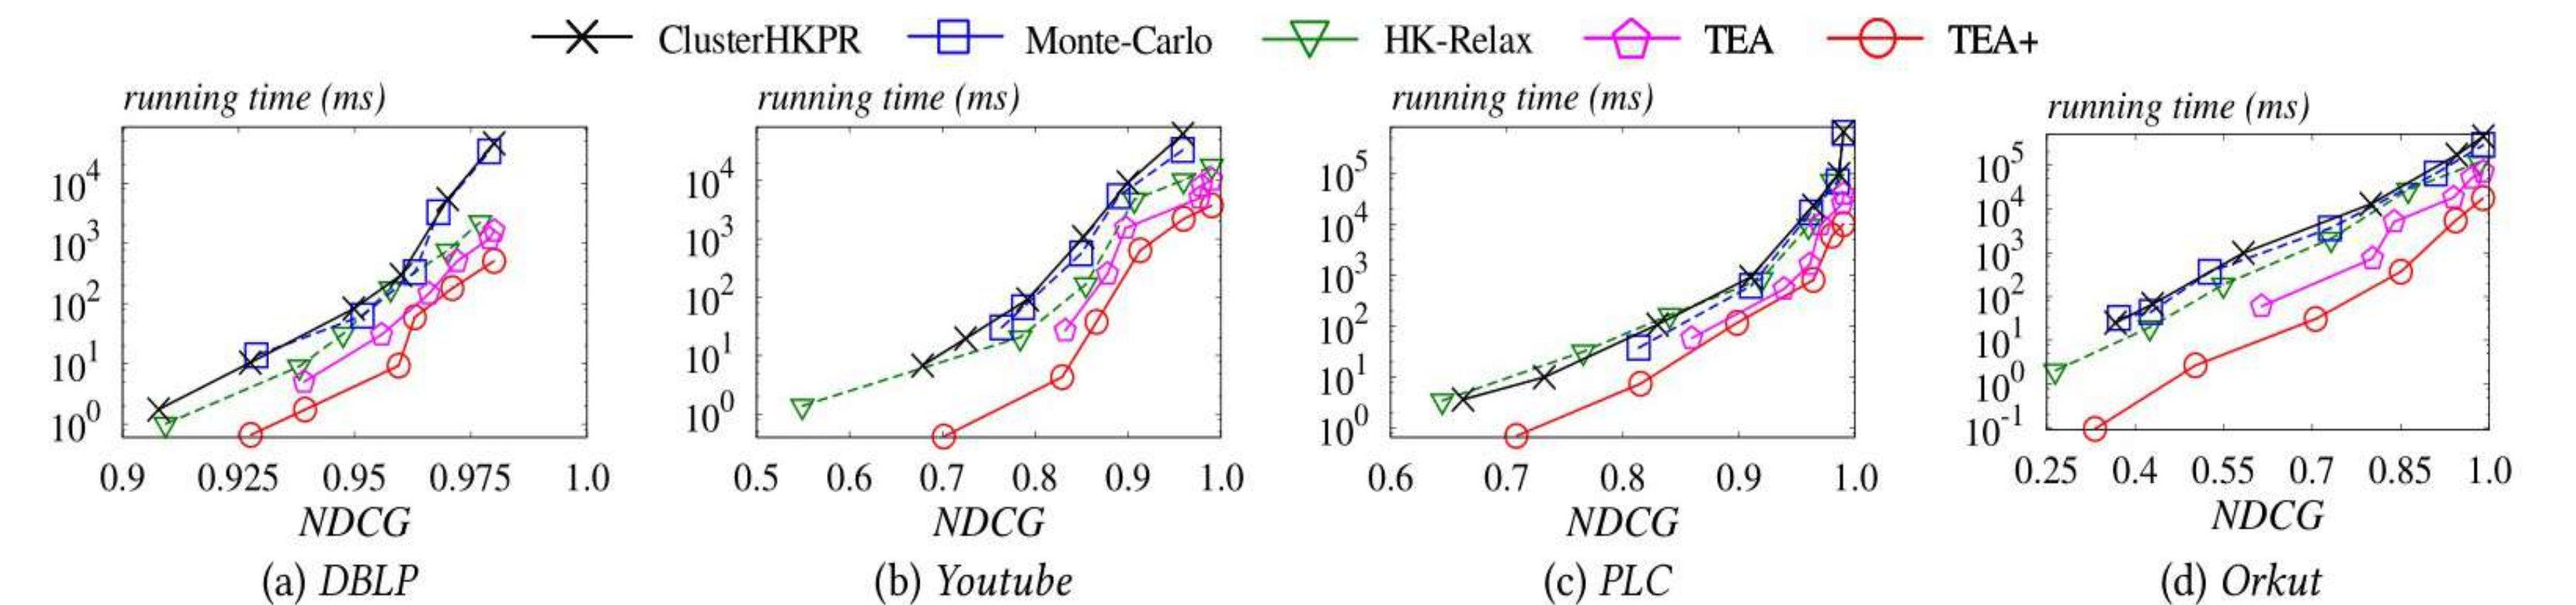 ClusterHKPR Monte-Carlo HK-Relax TEA TEA+
running time (ms) running time (ms) running time (ms) running time (ms)
10^4 10^3 10^2 10^1 10^0
0.9 0.925 0.95 0.975 1.0
NDCG
(a) DBLP
10^4 10^3 10^2 10^1 10^0
0.5 0.6 0.7 0.8 0.9 1.0
NDCG
(b) Youtube
10^5 10^4 10^3 10^2 10^1 10^0
0.6 0.7 0.8 0.9 1.0
NDCG
(c) PLC
10^5 10^4 10^3 10^2 10^1 10^0 10^-1
0.25 0.4 0.55 0.7 0.85 1.0
NDCG
(d) Orkut